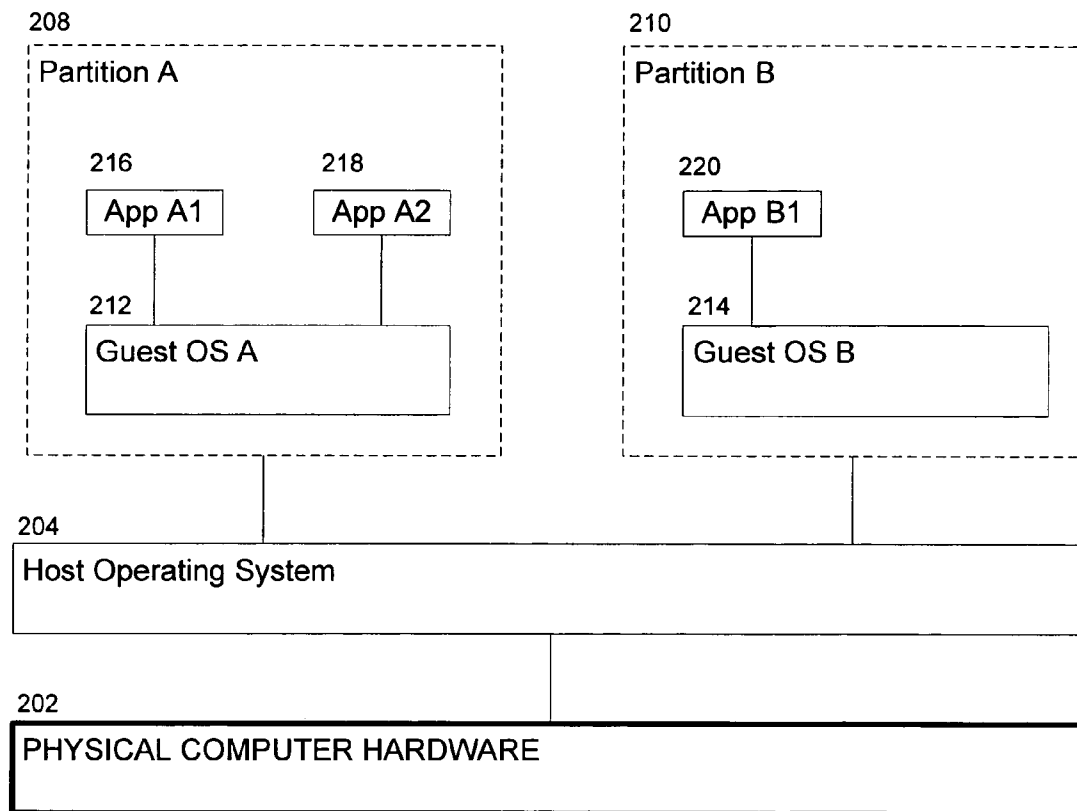 208
210
Partition A
Partition B
216
218
220
App A1
App A2
App B1
212
214
Guest OS A
Guest OS B
204
Host Operating System
202
PHYSICAL COMPUTER HARDWARE